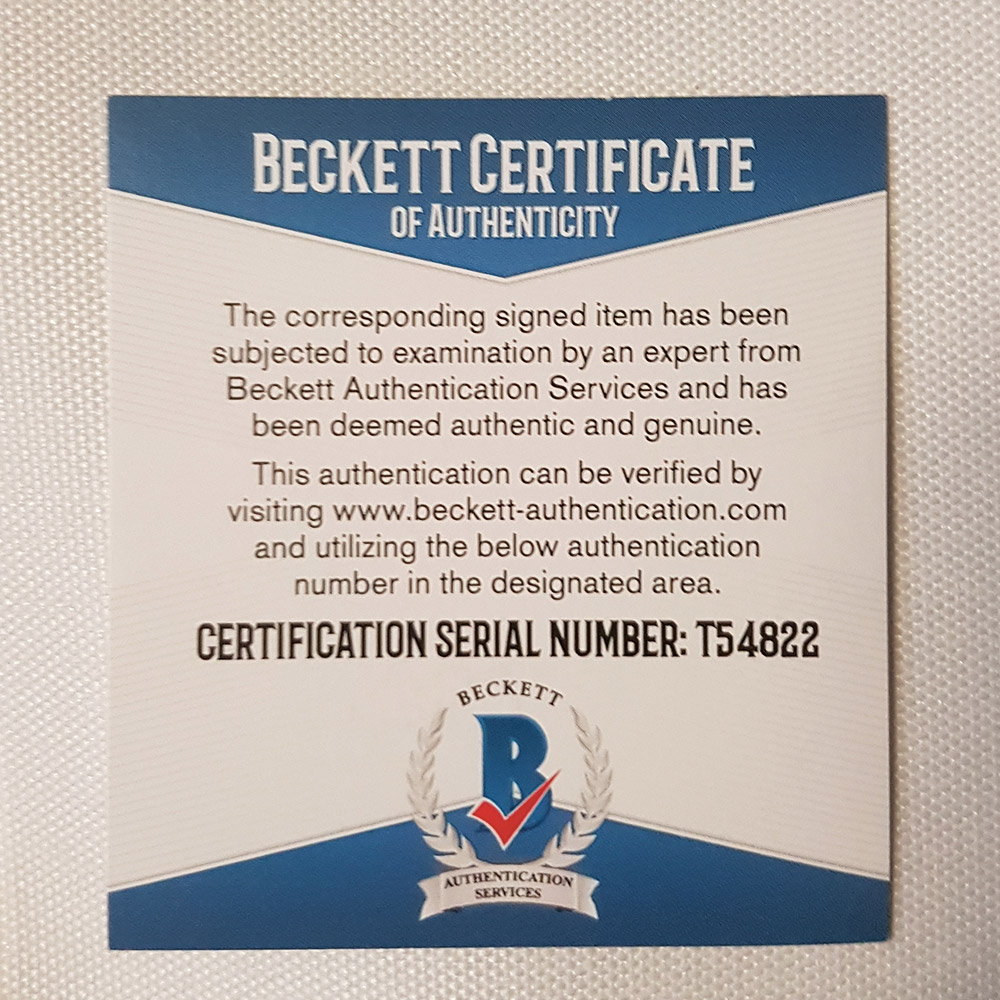 BECKETT CERTIFICATE
OF AUTHENTICITY
The corresponding signed item has been
subjected to examination by an expert from
Beckett Authentication Services and has
been deemed authentic and genuine.
This authentication can be verified by
visiting www.beckett-authentication.com
and utilizing the below authentication
number in the designated area.
CERTIFICATION SERIAL NUMBER: T54822
BECKETT
B
AUTHENTICATION
SERVICES